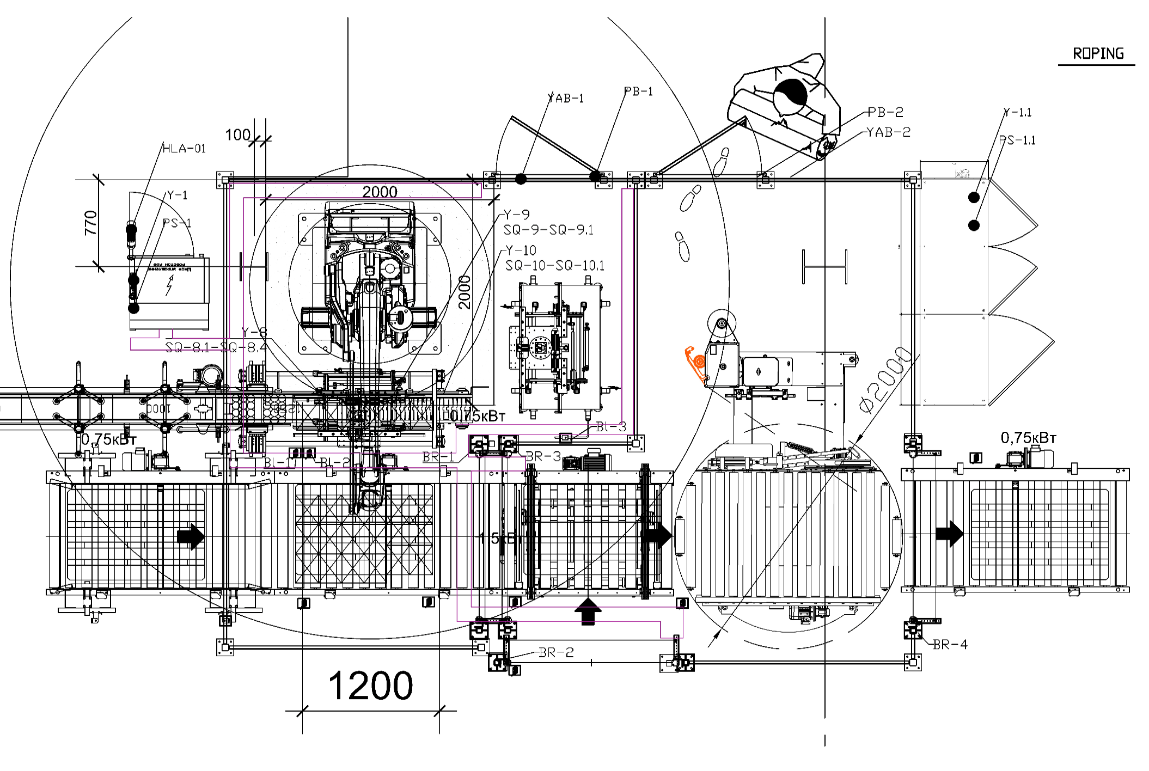 ROPING
YAB-1
PB-1
PB-2
YAB-2
Y-1.1
PS-1.1
100
HLA-01
2000
Y-1
PS-1
770
Y-9
SQ-9-SQ-9.1
Y-10
SQ-10-SQ-10.1
2000
Y-8
SQ-8.1-SQ-8.4
Ø2000
0,75кВт
0,75кВт
0,75кВт
BL-3
BR-1
BR-3
BL-1
BL-2
BR-2
BR-4
1200